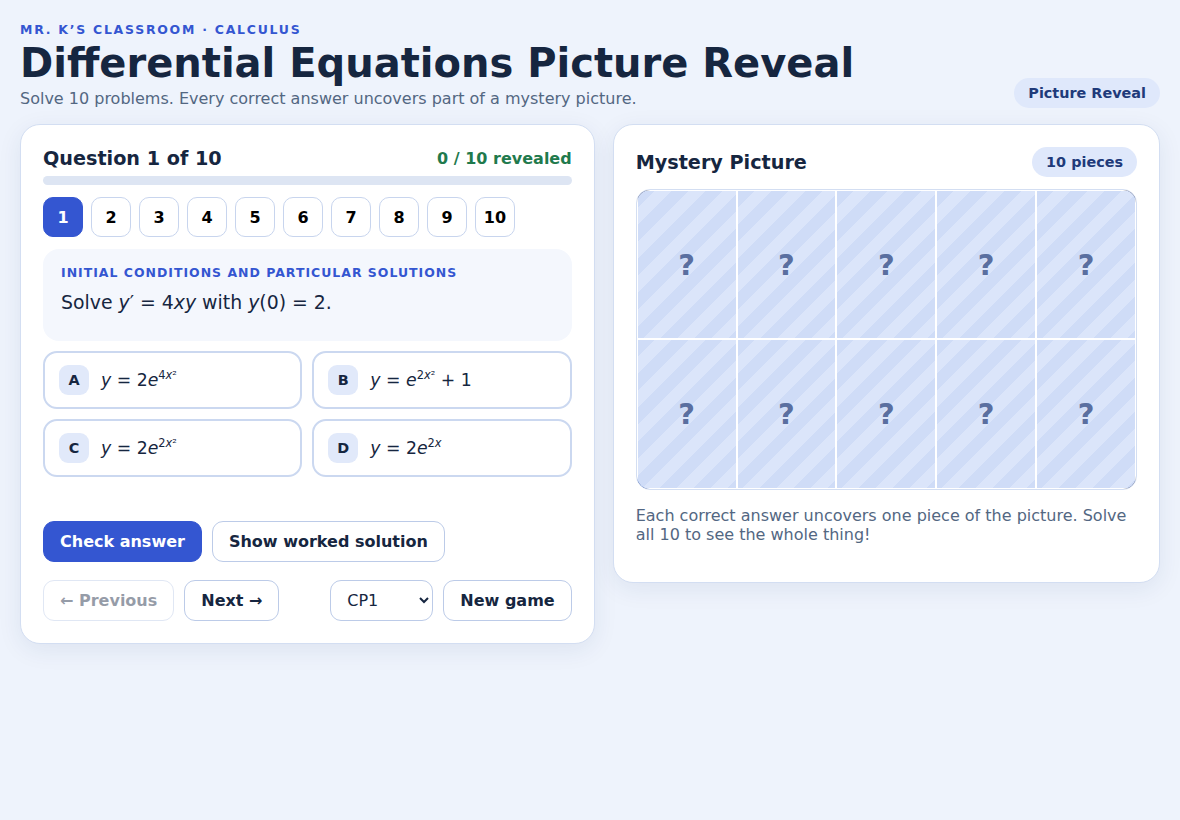 MR. K’S CLASSROOM · CALCULUS
Differential Equations Picture Reveal
Solve 10 problems. Every correct answer uncovers part of a mystery picture.
Picture Reveal
Question 1 of 10
0 / 10 revealed
1 2 3 4 5 6 7 8 9 10
INITIAL CONDITIONS AND PARTICULAR SOLUTIONS
Solve y′ = 4xy with y(0) = 2.
A y = 2e^{4x²}
B y = e^{2x²} + 1
C y = 2e^{2x²}
D y = 2e^{2x}
Check answer
Show worked solution
← Previous
Next →
CP1
New game
Mystery Picture
10 pieces
? ? ? ? ?
? ? ? ? ?
Each correct answer uncovers one piece of the picture. Solve
all 10 to see the whole thing!